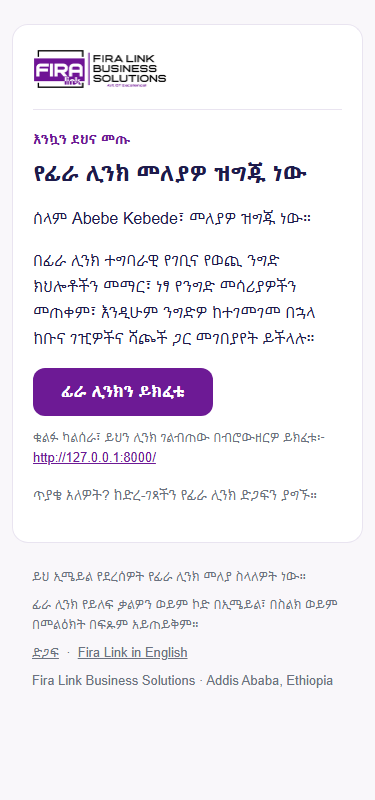 FIRA
link
FIRA LINK
BUSINESS
SOLUTIONS
እንኳን ደህና መጡ
የፊራ ሊንክ መለያዎ ዝግጁ ነው
ሰላም Abebe Kebede፣ መለያዎ ዝግጁ ነው።
በፊራ ሊንክ ተግባራዊ የገቢና የወጪ ንግድ
ክህሎቶችን መማር፣ ነፃ የንግድ መሳሪያዎችን
መጠቀም፣ እንዲሁም ንግድዎ ከተገመገመ በኋላ
ከቡና ገዢዎችና ሻጮች ጋር መገበያየት ይችላሉ።
ፊራ ሊንክን ይክፈቱ
ቁልፉ ካልሰራ፣ ይህን ሊንክ ገልብጠው በብሮውዘርዎ ይክፈቱ፡-
http://127.0.0.1:8000/
ጥያቄ አለዎት? ከድረ-ገጻችን የፊራ ሊንክ ድጋፍን ያግኙ።
ይህ ኢሜይል የደረሰዎት የፊራ ሊንክ መለያ ስላለዎት ነው።
ፊራ ሊንክ የይለፍ ቃልዎን ወይም ኮድ በኢሜይል፣ በስልክ ወይም
በመልዕክት በፍጹም አይጠይቅም።
ድጋፍ · Fira Link in English
Fira Link Business Solutions · Addis Ababa, Ethiopia